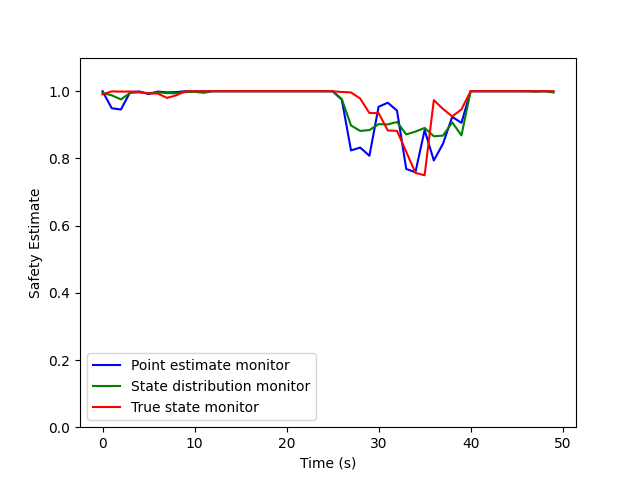 1.0
0.8
0.6
0.4
0.2
0.0
Safety Estimate
Point estimate monitor
State distribution monitor
True state monitor
0 10 20 30 40 50
Time (s)